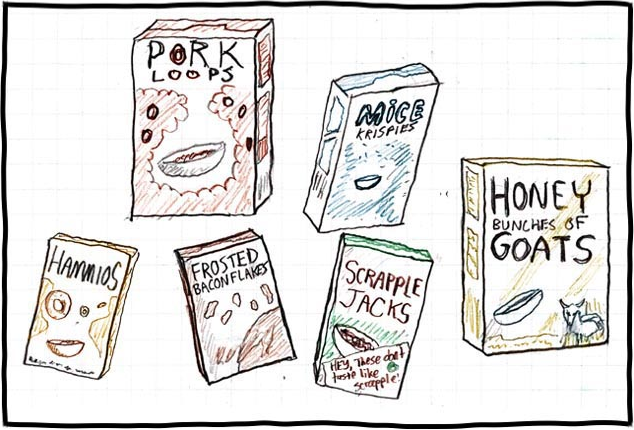 PORK
LOOPS
MICE
KRISPIES
HONEY
BUNCHES OF
GOATS
HAMMIOS
FROSTED
BACON FLAKES
SCRAPPLE
JACKS
HEY, These don't
taste like
scrapple!